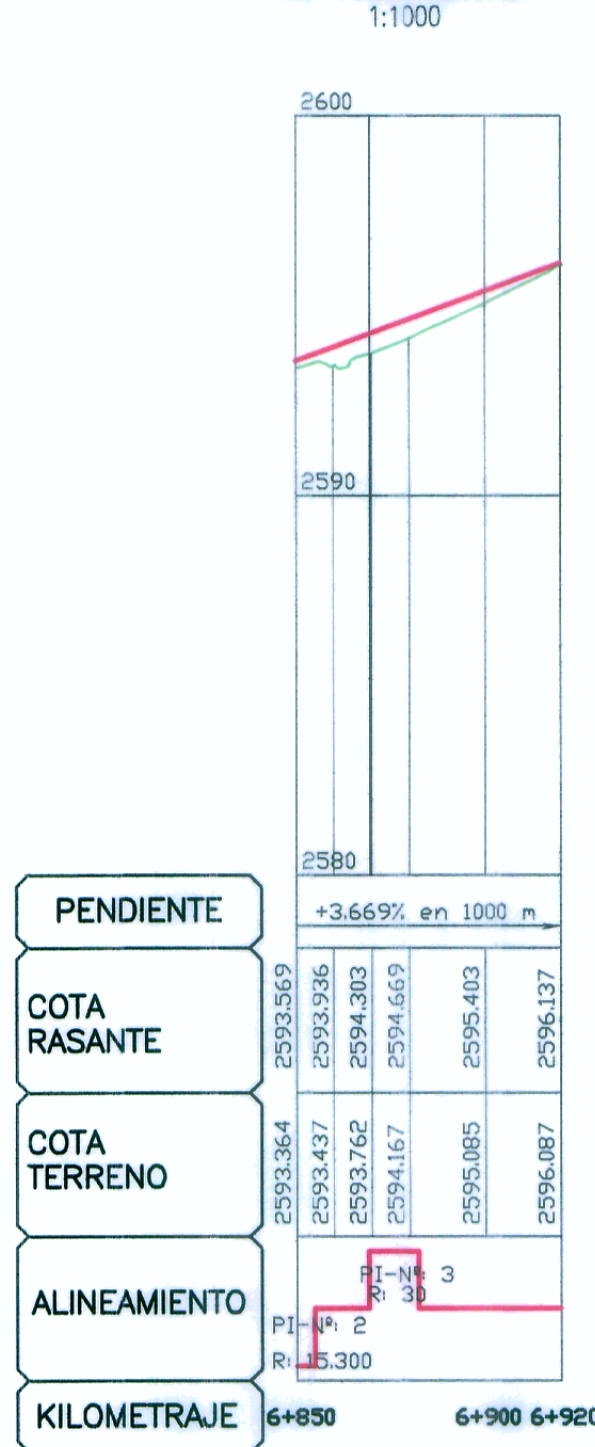 1:1000
2600
2590
2580
PENDIENTE
+3.669% en 1000 m
COTA
RASANTE
2593.569
2593.936
2594.303
2594.669
2595.403
2596.137
COTA
TERRENO
2593.364
2593.437
2593.762
2594.167
2595.085
2596.087
ALINEAMIENTO
PI-Nº: 3
R: 30
PI-Nº: 2
R: 15.300
KILOMETRAJE
6+850
6+900
6+920